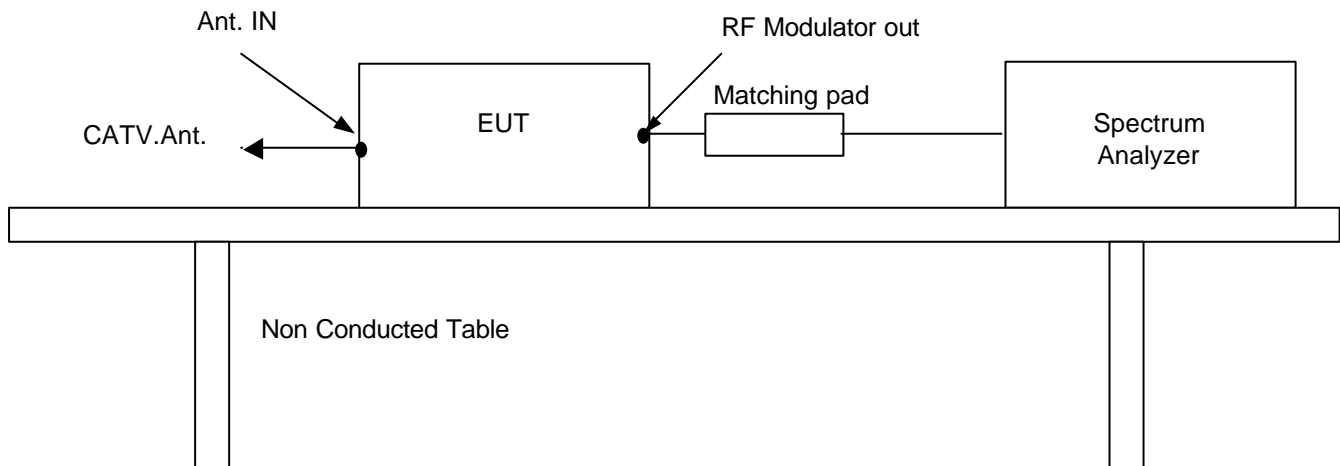 Ant. IN
RF Modulator out
Matching pad
CATV.Ant.
EUT
Spectrum
Analyzer
Non Conducted Table